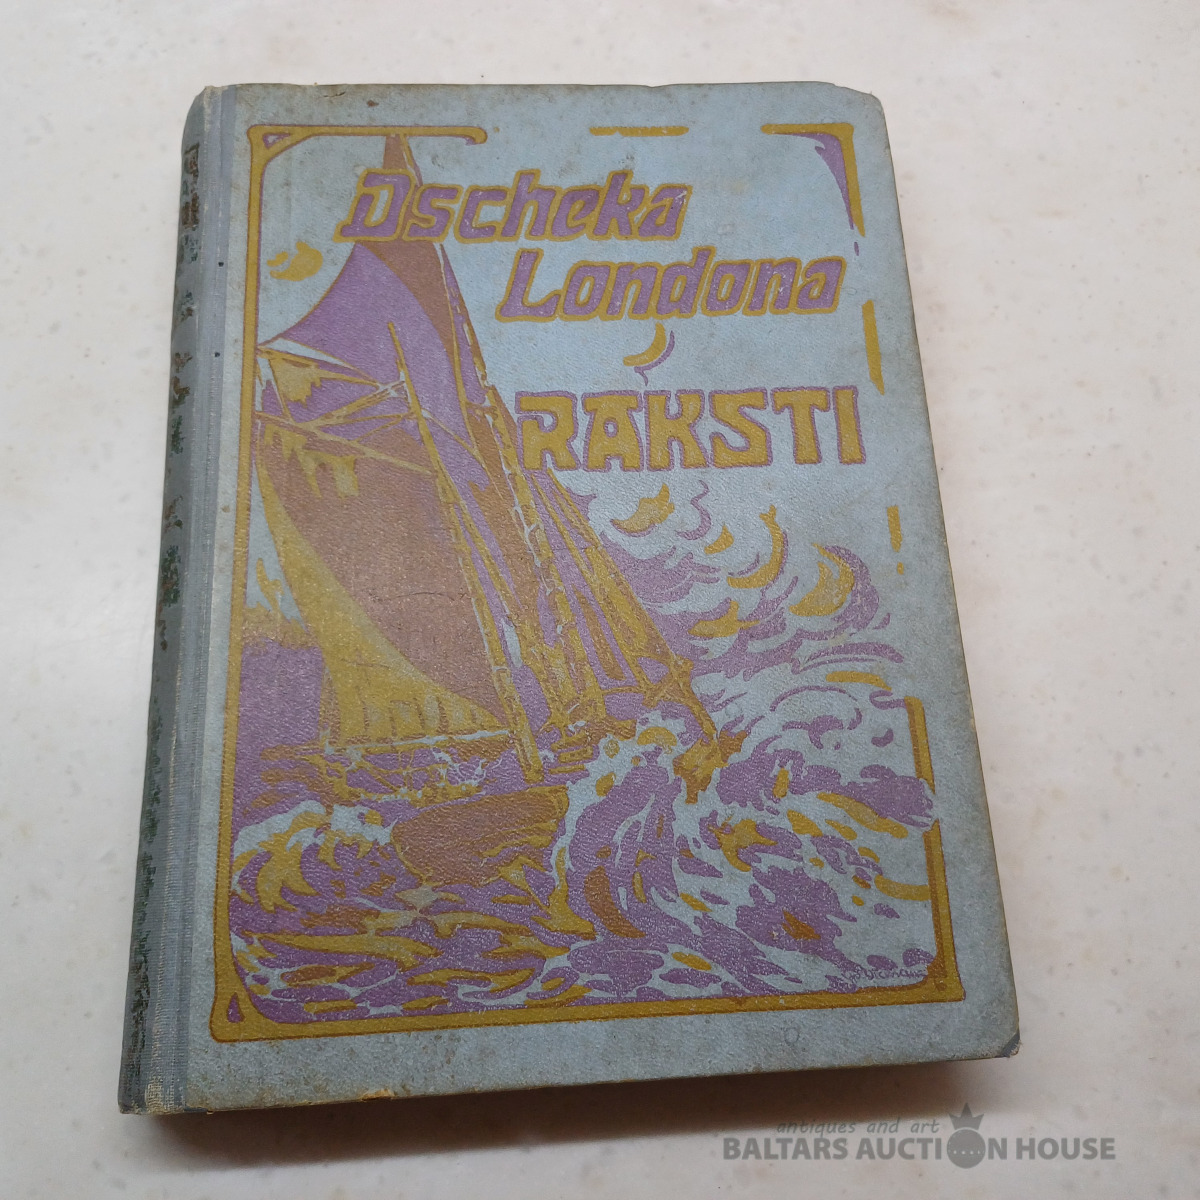 Dscheka
Londona
RAKSTI
antiques and art
BALTARS AUCTION HOUSE